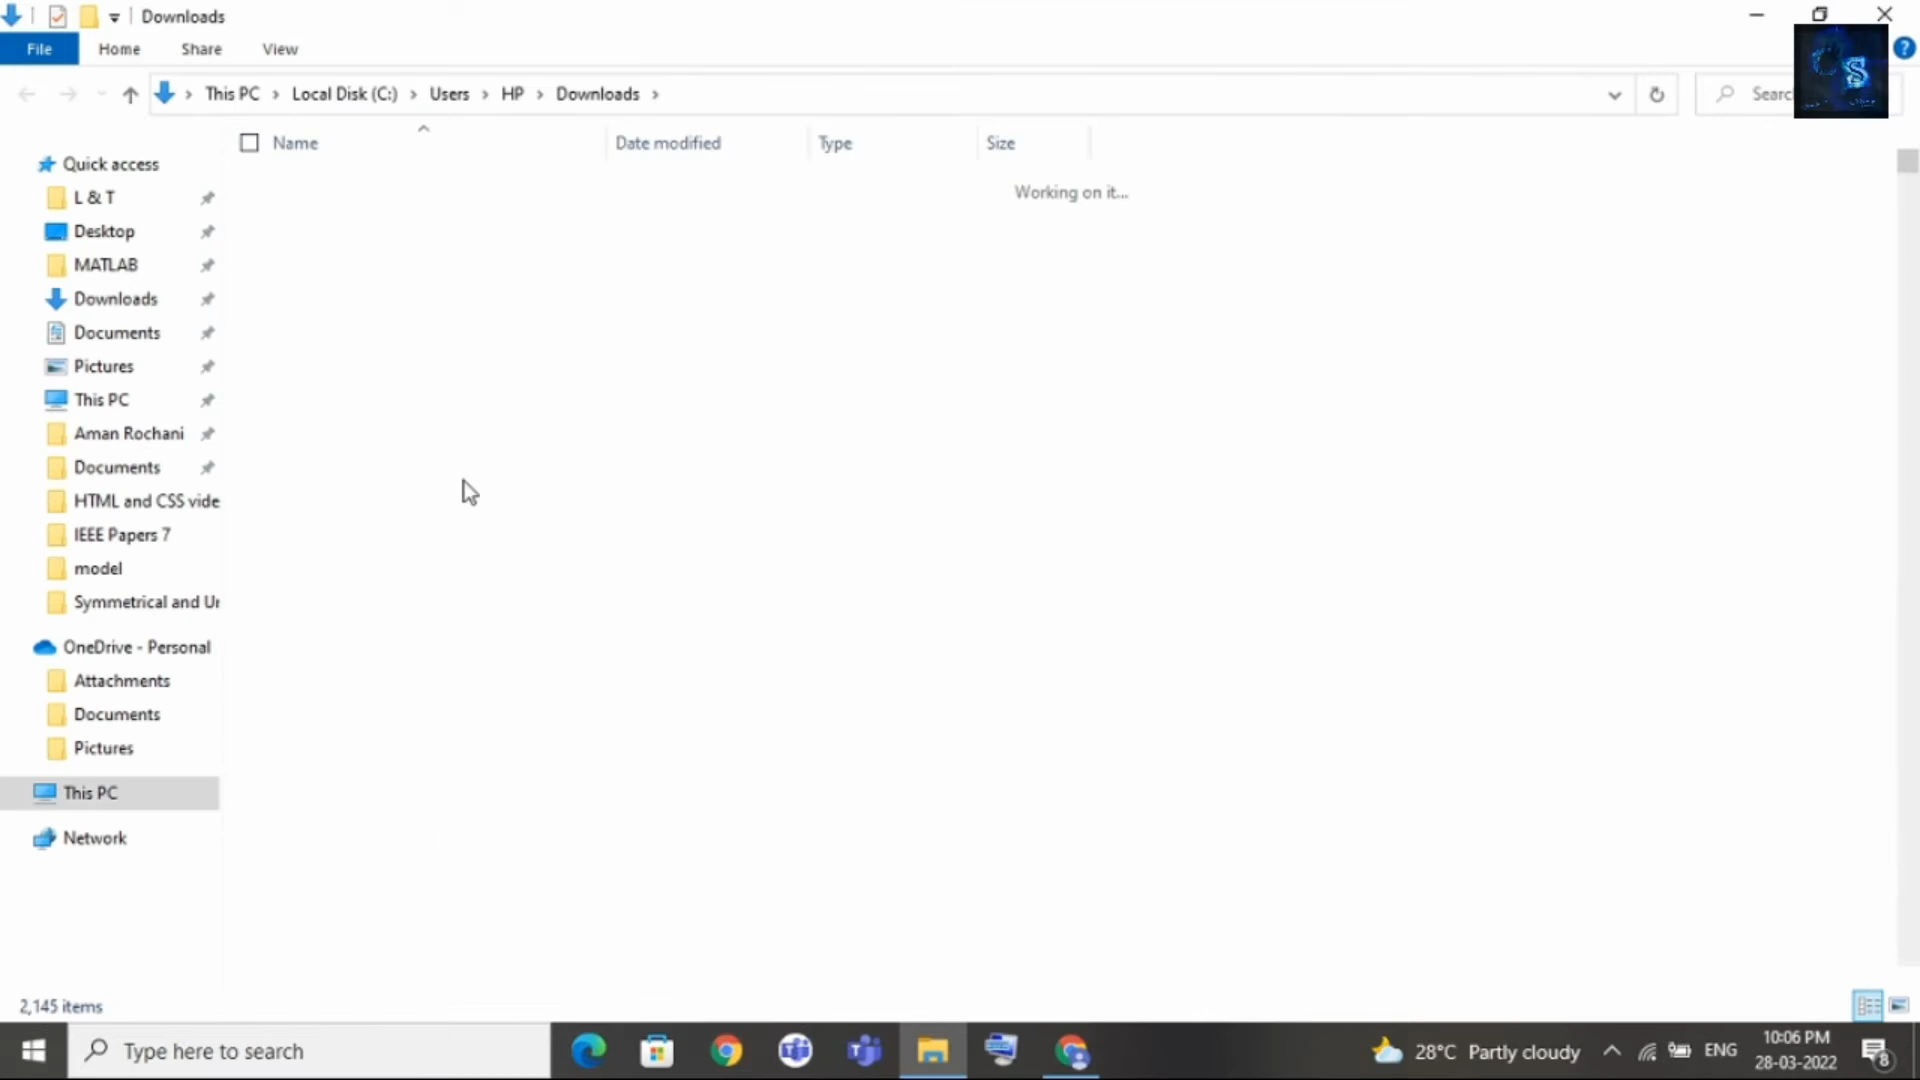 Downloads
File Home Share View
This PC Local Disk (C:) Users HP Downloads
Name Date modified Type Size
Working on it...
Quick access
L & T
Desktop
MATLAB
Downloads
Documents
Pictures
This PC
Aman Rochani
Documents
HTML and CSS vide
IEEE Papers 7
model
Symmetrical and Ur
OneDrive - Personal
Attachments
Documents
Pictures
This PC
Network
2,145 items
Type here to search
28°C Partly cloudy
ENG
10:06 PM
28-03-2022
8